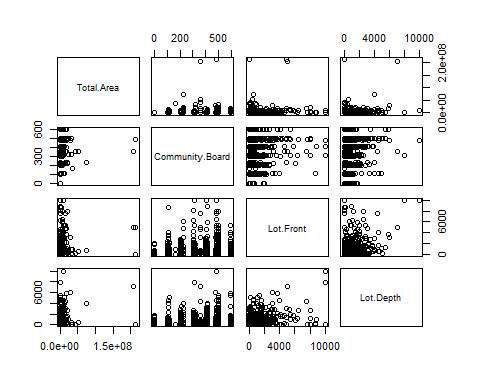 0 200 500
0 4000 10000
Total.Area
0.0e+00 2.0e+08
0 300 600
Community.Board
Lot.Front
0 6000
0 6000
Lot.Depth
0.0e+00 1.5e+08
0 4000 10000